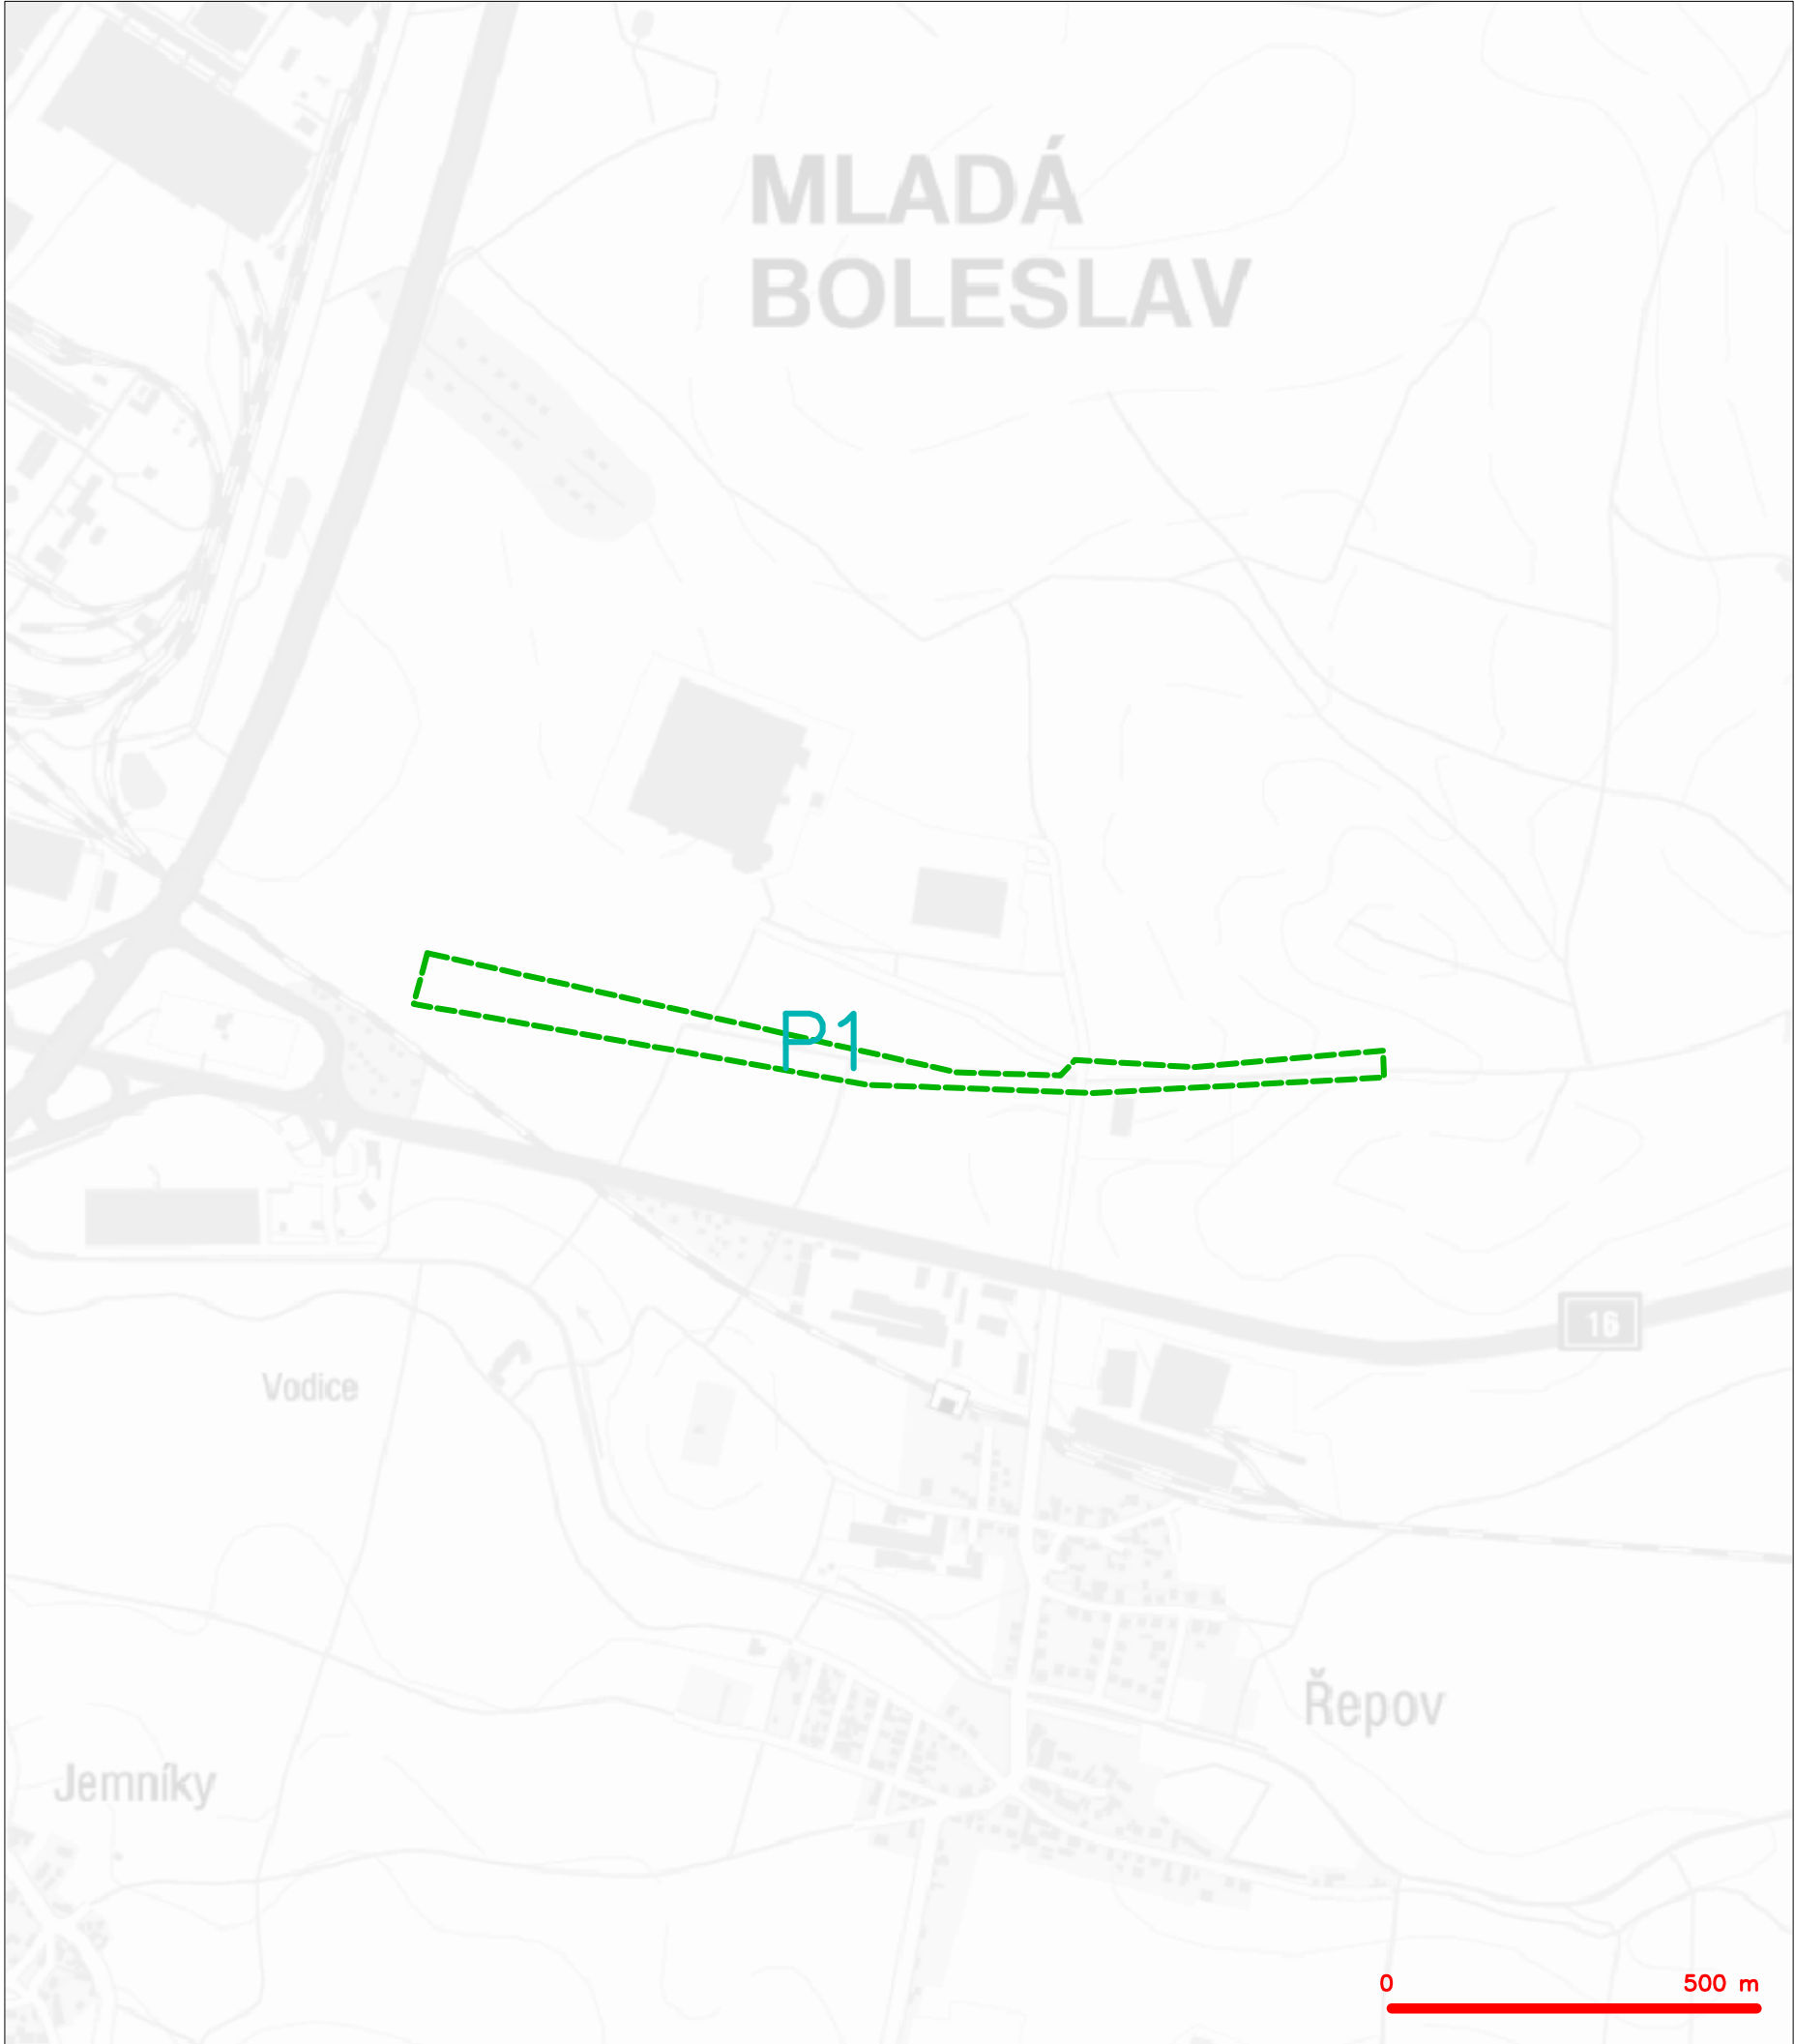 MLADÁ
BOLESLAV
P1
16
Vodice
Řepov
Jemníky
0 500 m